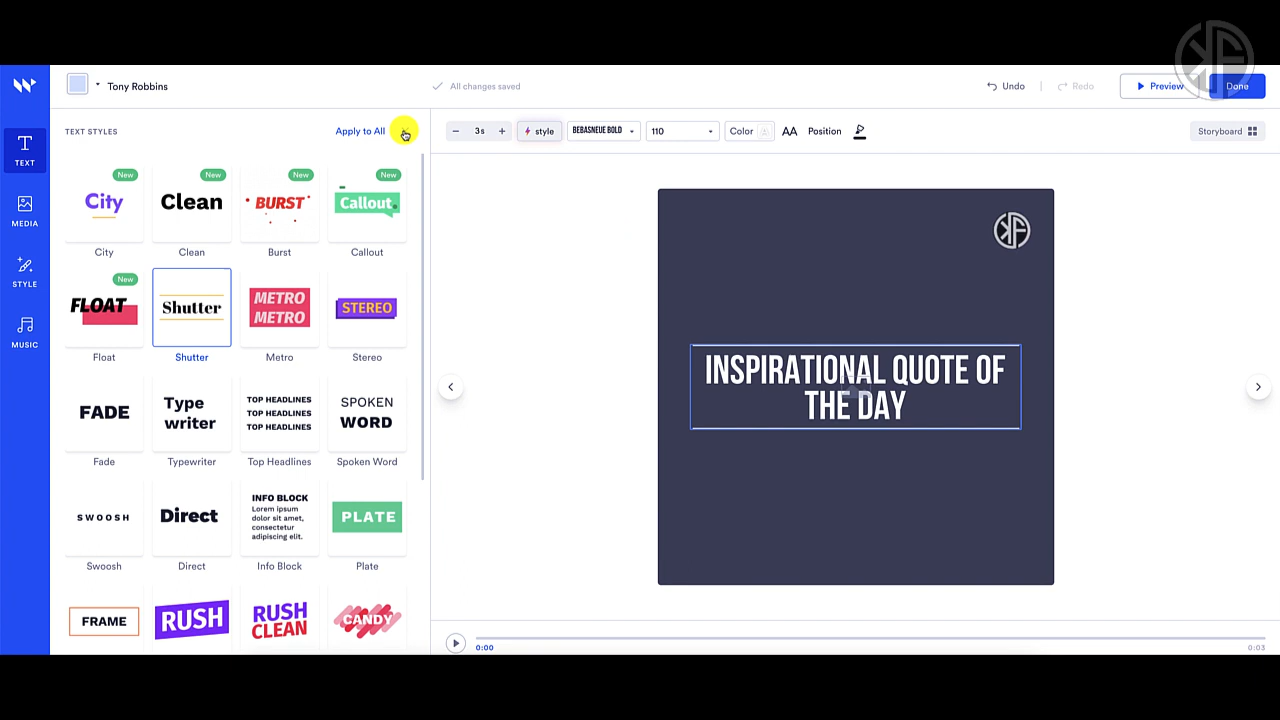 Tony Robbins
All changes saved
Undo
Redo
Preview
Done
TEXT
MEDIA
STYLE
MUSIC
TEXT STYLES
Apply to All
3s
style
BEBASNEUE BOLD
110
Color
AA
Position
Storyboard
New
New
New
New
City
Clean
BURST
Callout
City
Clean
Burst
Callout
New
FLOAT
Shutter
METRO
METRO
STEREO
Float
Shutter
Metro
Stereo
FADE
Type
writer
TOP HEADLINES
TOP HEADLINES
TOP HEADLINES
SPOKEN
WORD
Fade
Typewriter
Top Headlines
Spoken Word
SWOOSH
Direct
INFO BLOCK
Lorem ipsum
dolor sit amet,
consectetur
adipiscing elit.
PLATE
Swoosh
Direct
Info Block
Plate
FRAME
RUSH
RUSH
CLEAN
CANDY
INSPIRATIONAL QUOTE OF
THE DAY
0:00
0:03